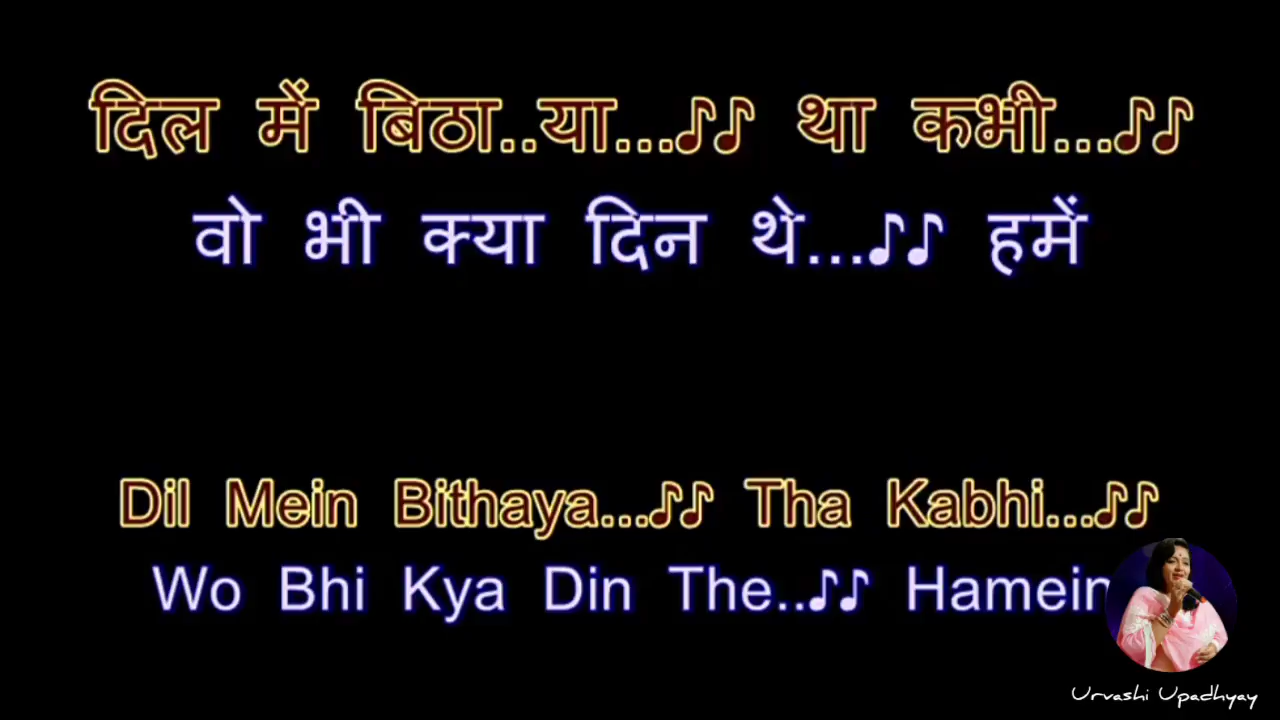 दिल में बिठा..या...♪♪ था कभी...♪♪
वो भी क्या दिन थे...♪♪ हमें
Dil Mein Bithaya...♪♪ Tha Kabhi...♪♪
Wo Bhi Kya Din The..♪♪ Hamein
Urvashi Upadhyay